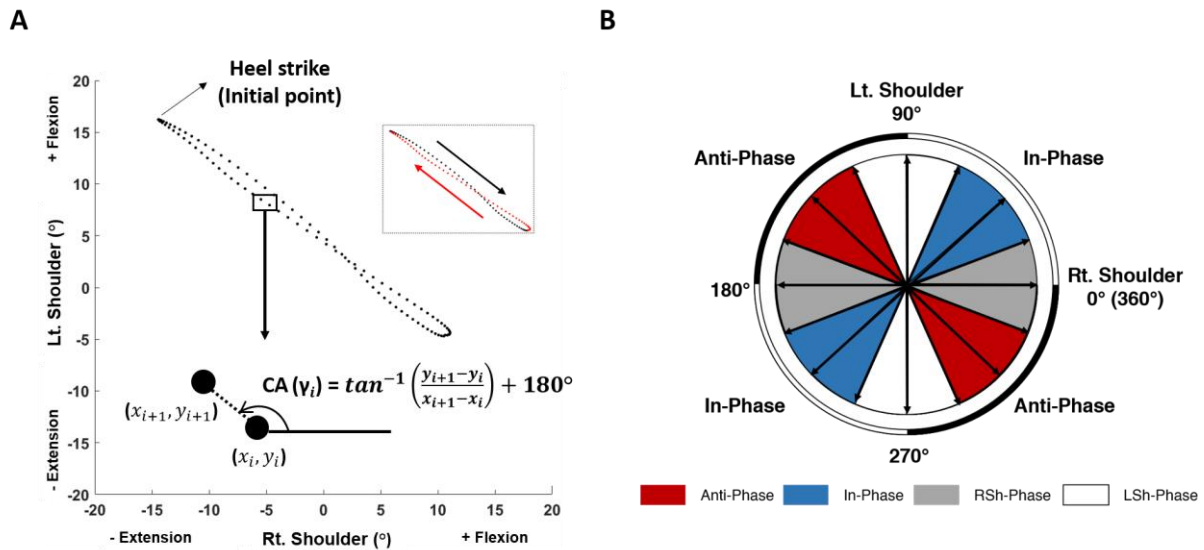 A
Heel strike
(Initial point)
20
15
10
5
0
-5
-10
-15
-20
- Extension
Lt. Shoulder (°)
+ Flexion
CA (γᵢ) = tan⁻¹ ((yᵢ₊₁−yᵢ)/(xᵢ₊₁−xᵢ)) + 180°
(xᵢ₊₁, yᵢ₊₁)
(xᵢ, yᵢ)
-20 -15 -10 -5 0 5 10 15 20
- Extension Rt. Shoulder (°) + Flexion
B
Lt. Shoulder
90°
Anti-Phase In-Phase
180°
Rt. Shoulder
0° (360°)
In-Phase Anti-Phase
270°
Anti-Phase In-Phase RSh-Phase LSh-Phase